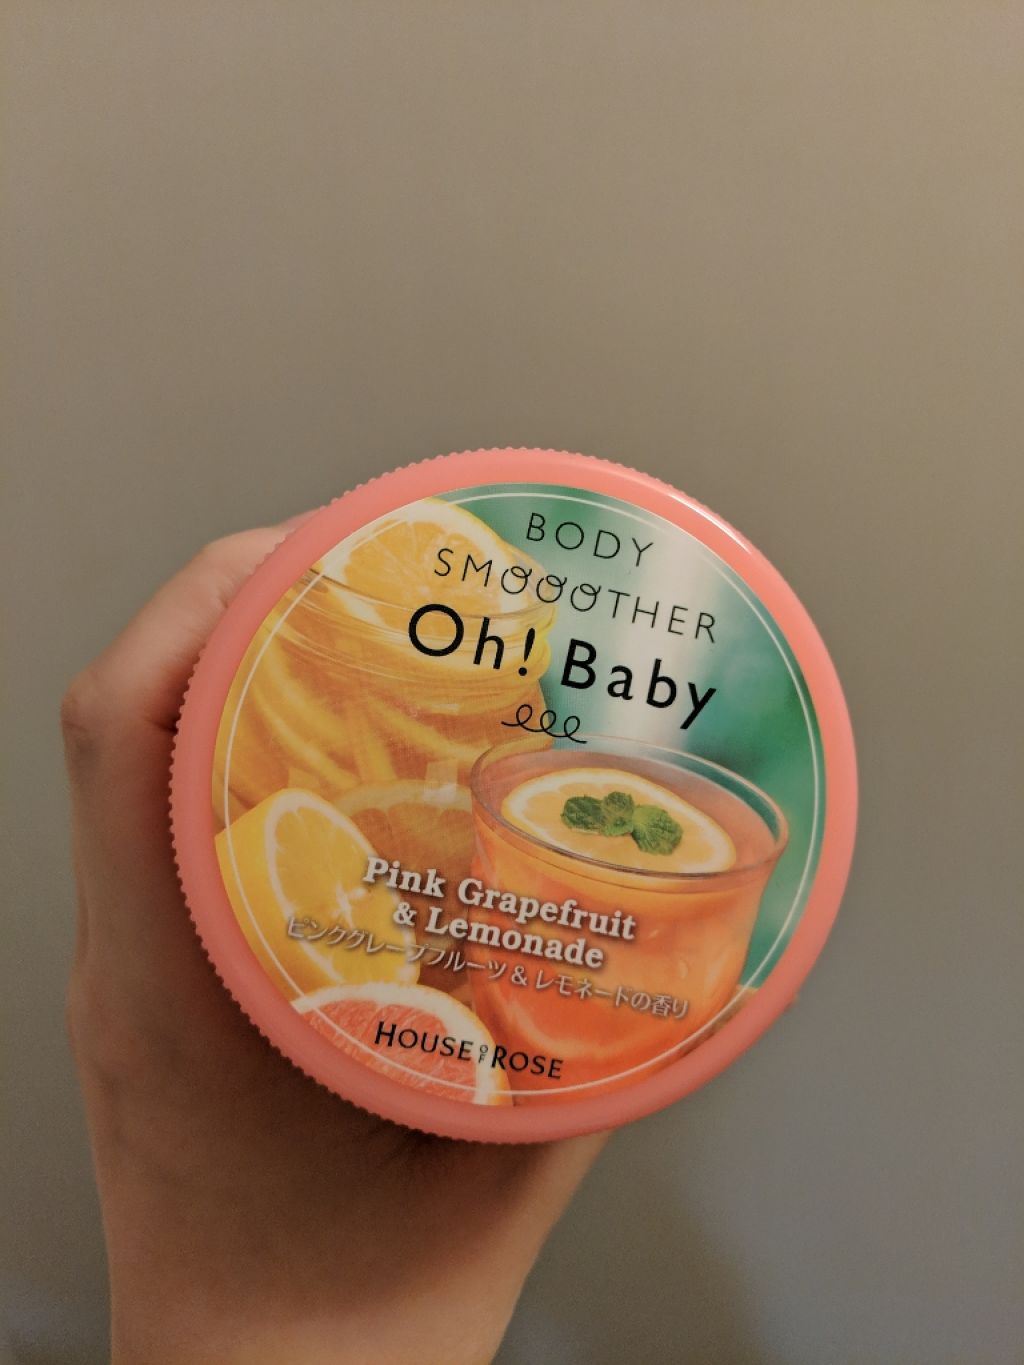 BODY
SMOOOTHER
Oh! Baby
Pink Grapefruit
& Lemonade
ピンクグレープフルーツ & レモネードの香り
HOUSE OF ROSE